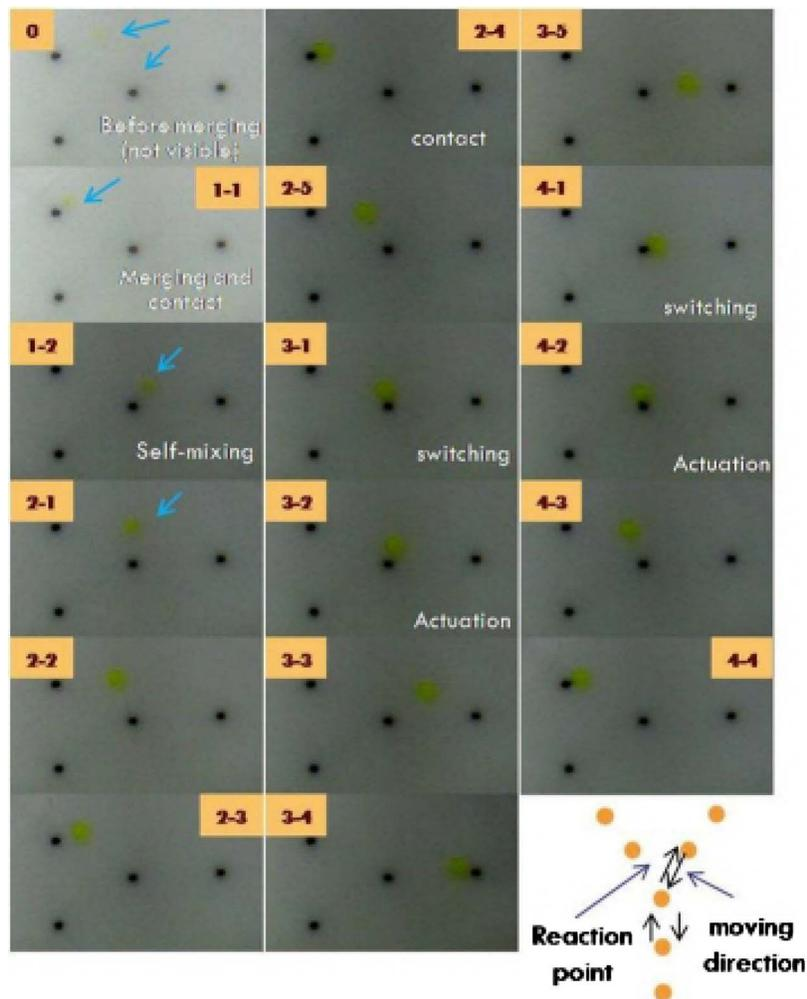 0
Before merging
(not visible)
1-1
Merging and
contact
1-2
Self-mixing
2-1
2-2
2-3
2-4
contact
2-5
3-1
switching
3-2
Actuation
3-3
3-4
3-5
4-1
switching
4-2
Actuation
4-3
4-4
Reaction
point
moving
direction